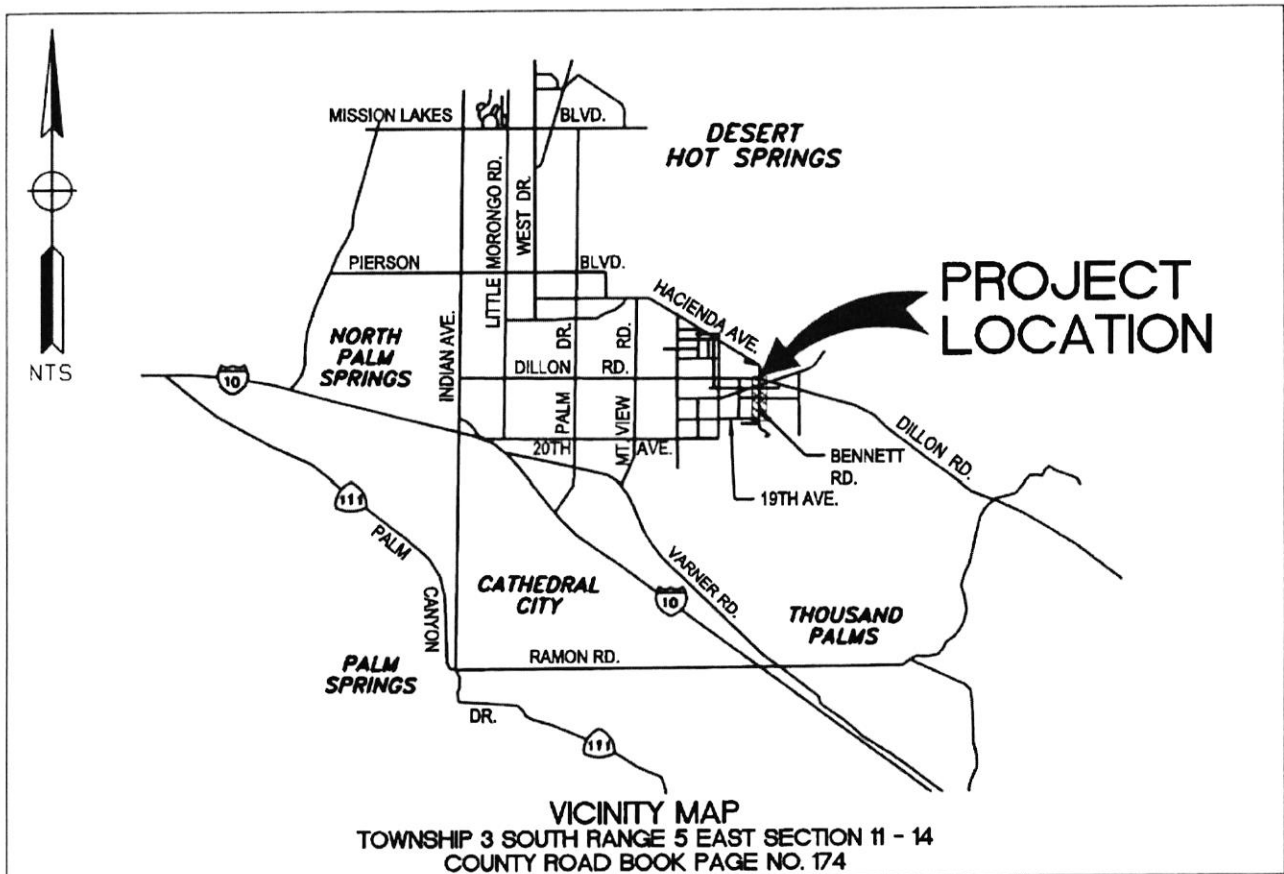 MISSION LAKES BLVD.
DESERT
HOT SPRINGS
LITTLE MORONGO RD.
WEST DR.
PIERSON BLVD.
HACIENDA AVE.
PROJECT
LOCATION
NORTH
PALM
SPRINGS
INDIAN AVE.
NTS
10
DILLON RD.
PALM DR.
MT. VIEW RD.
20TH AVE.
BENNETT
RD.
19TH AVE.
DILLON RD.
111
PALM CANYON DR.
VARNER RD.
CATHEDRAL
CITY
10
THOUSAND
PALMS
RAMON RD.
PALM
SPRINGS
111
VICINITY MAP
TOWNSHIP 3 SOUTH RANGE 5 EAST SECTION 11 - 14
COUNTY ROAD BOOK PAGE NO. 174